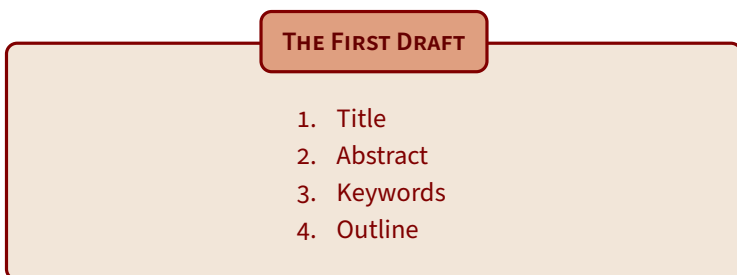 The First Draft
1. Title
2. Abstract
3. Keywords
4. Outline